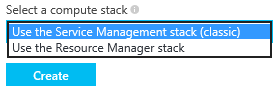 Select a compute stack
Use the Service Management stack (classic)
Use the Resource Manager stack
Create